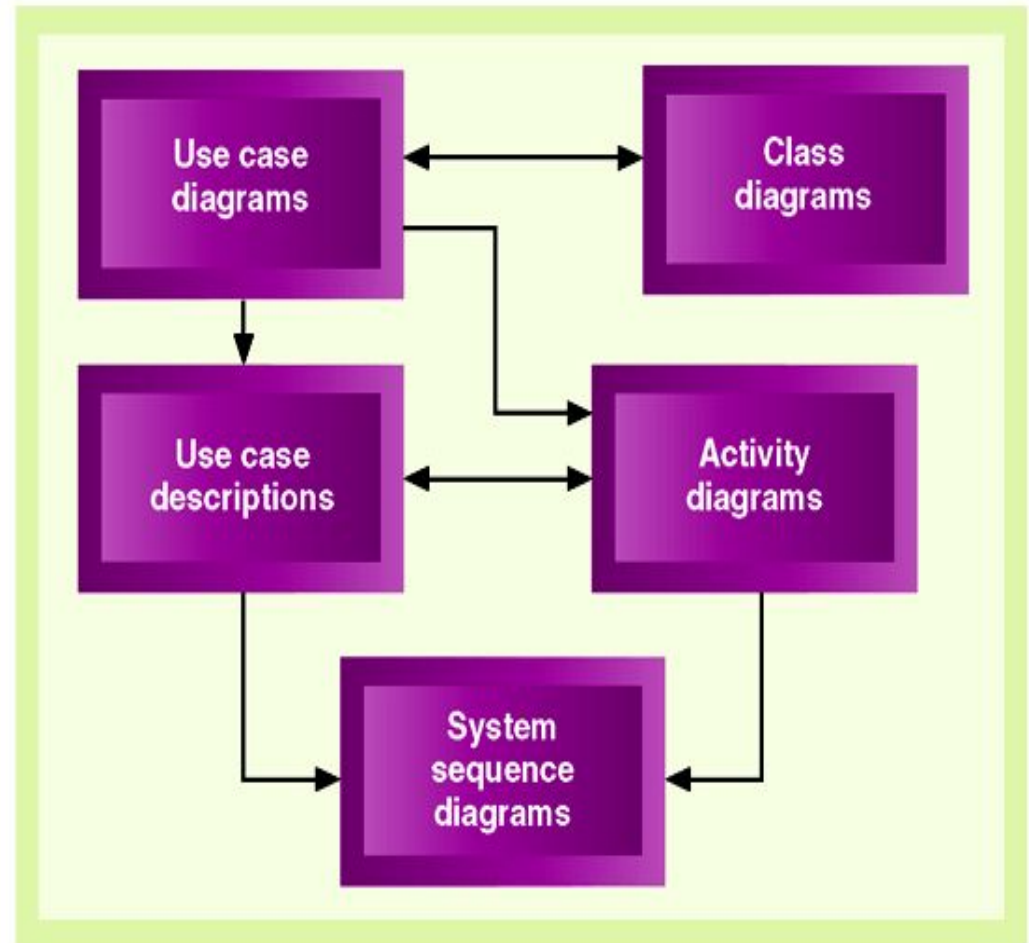 Use case
diagrams
Class
diagrams
Use case
descriptions
Activity
diagrams
System
sequence
diagrams